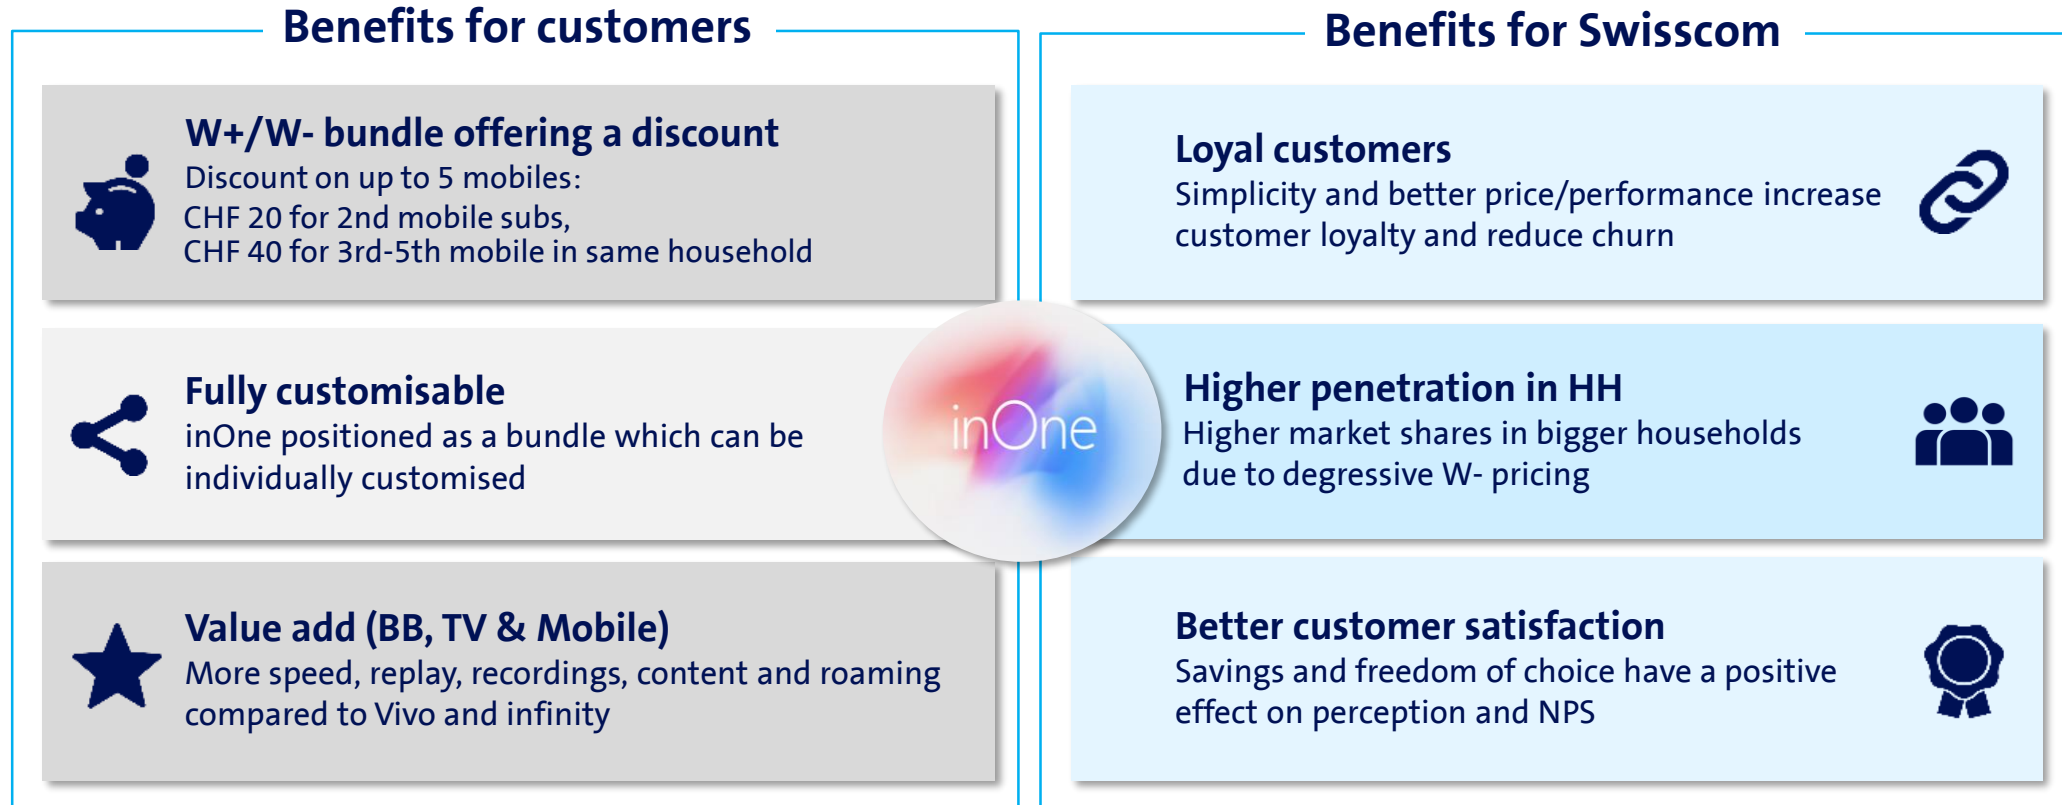 Benefits for customers
W+/W- bundle offering a discount
Discount on up to 5 mobiles:
CHF 20 for 2nd mobile subs,
CHF 40 for 3rd-5th mobile in same household
Fully customisable
inOne positioned as a bundle which can be
individually customised
Value add (BB, TV & Mobile)
More speed, replay, recordings, content and roaming
compared to Vivo and infinity
inOne
Benefits for Swisscom
Loyal customers
Simplicity and better price/performance increase
customer loyalty and reduce churn
Higher penetration in HH
Higher market shares in bigger households
due to degressive W- pricing
Better customer satisfaction
Savings and freedom of choice have a positive
effect on perception and NPS